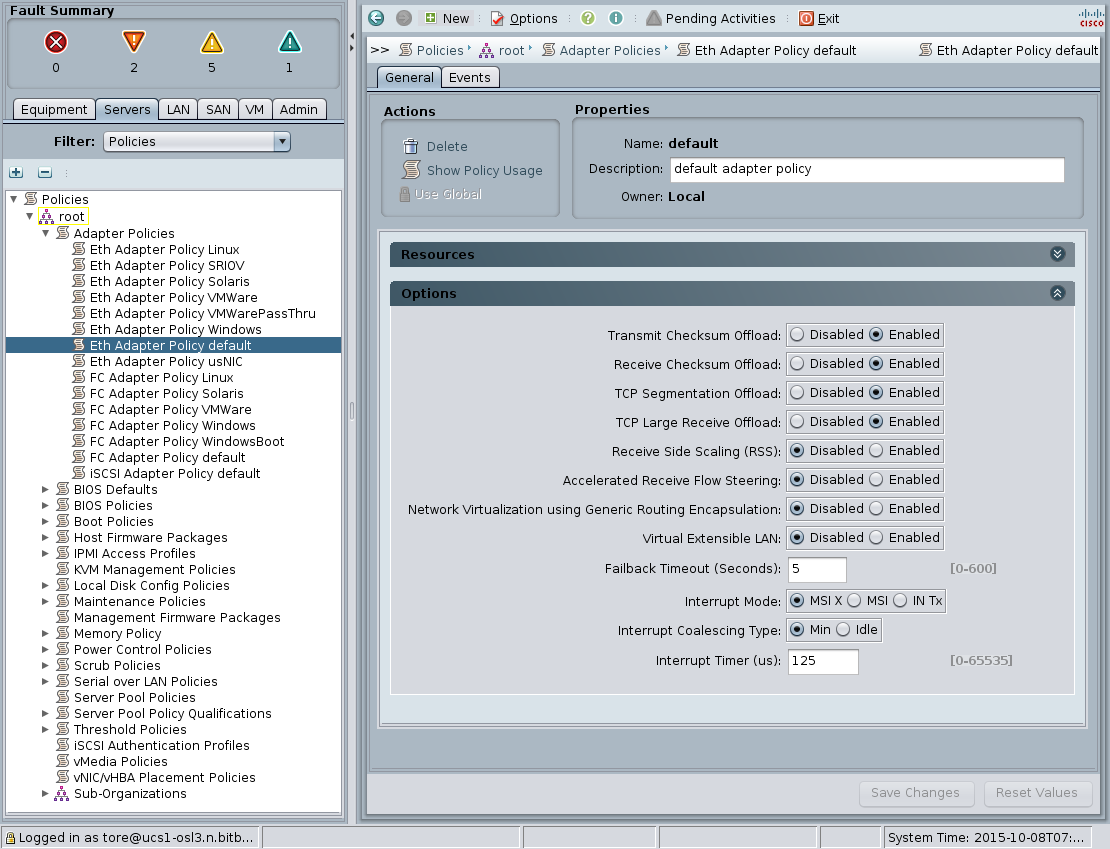 Fault Summary
0 2 5 1
Equipment Servers LAN SAN VM Admin
Filter: Policies
Policies
root
Adapter Policies
Eth Adapter Policy Linux
Eth Adapter Policy SRIOV
Eth Adapter Policy Solaris
Eth Adapter Policy VMWare
Eth Adapter Policy VMWarePassThru
Eth Adapter Policy Windows
Eth Adapter Policy default
Eth Adapter Policy usNIC
FC Adapter Policy Linux
FC Adapter Policy Solaris
FC Adapter Policy VMWare
FC Adapter Policy Windows
FC Adapter Policy WindowsBoot
FC Adapter Policy default
iSCSI Adapter Policy default
BIOS Defaults
BIOS Policies
Boot Policies
Host Firmware Packages
IPMI Access Profiles
KVM Management Policies
Local Disk Config Policies
Maintenance Policies
Management Firmware Packages
Memory Policy
Power Control Policies
Scrub Policies
Serial over LAN Policies
Server Pool Policies
Server Pool Policy Qualifications
Threshold Policies
iSCSI Authentication Profiles
vMedia Policies
vNIC/vHBA Placement Policies
Sub-Organizations
New Options ? i Pending Activities Exit
CISCO
>> Policies root Adapter Policies Eth Adapter Policy default Eth Adapter Policy default
General Events
Actions
Delete
Show Policy Usage
Use Global
Properties
Name: default
Description: default adapter policy
Owner: Local
Resources
Options
Transmit Checksum Offload: Disabled Enabled
Receive Checksum Offload: Disabled Enabled
TCP Segmentation Offload: Disabled Enabled
TCP Large Receive Offload: Disabled Enabled
Receive Side Scaling (RSS): Disabled Enabled
Accelerated Receive Flow Steering: Disabled Enabled
Network Virtualization using Generic Routing Encapsulation: Disabled Enabled
Virtual Extensible LAN: Disabled Enabled
Failback Timeout (Seconds): 5 [0-600]
Interrupt Mode: MSI X MSI IN Tx
Interrupt Coalescing Type: Min Idle
Interrupt Timer (us): 125 [0-65535]
Save Changes Reset Values
Logged in as tore@ucs1-osl3.n.bitb... System Time: 2015-10-08T07:...